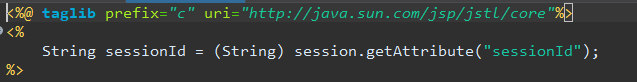 <%@ taglib prefix="c" uri="http://java.sun.com/jsp/jstl/core"%>
<%
    String sessionId = (String) session.getAttribute("sessionId");
%>